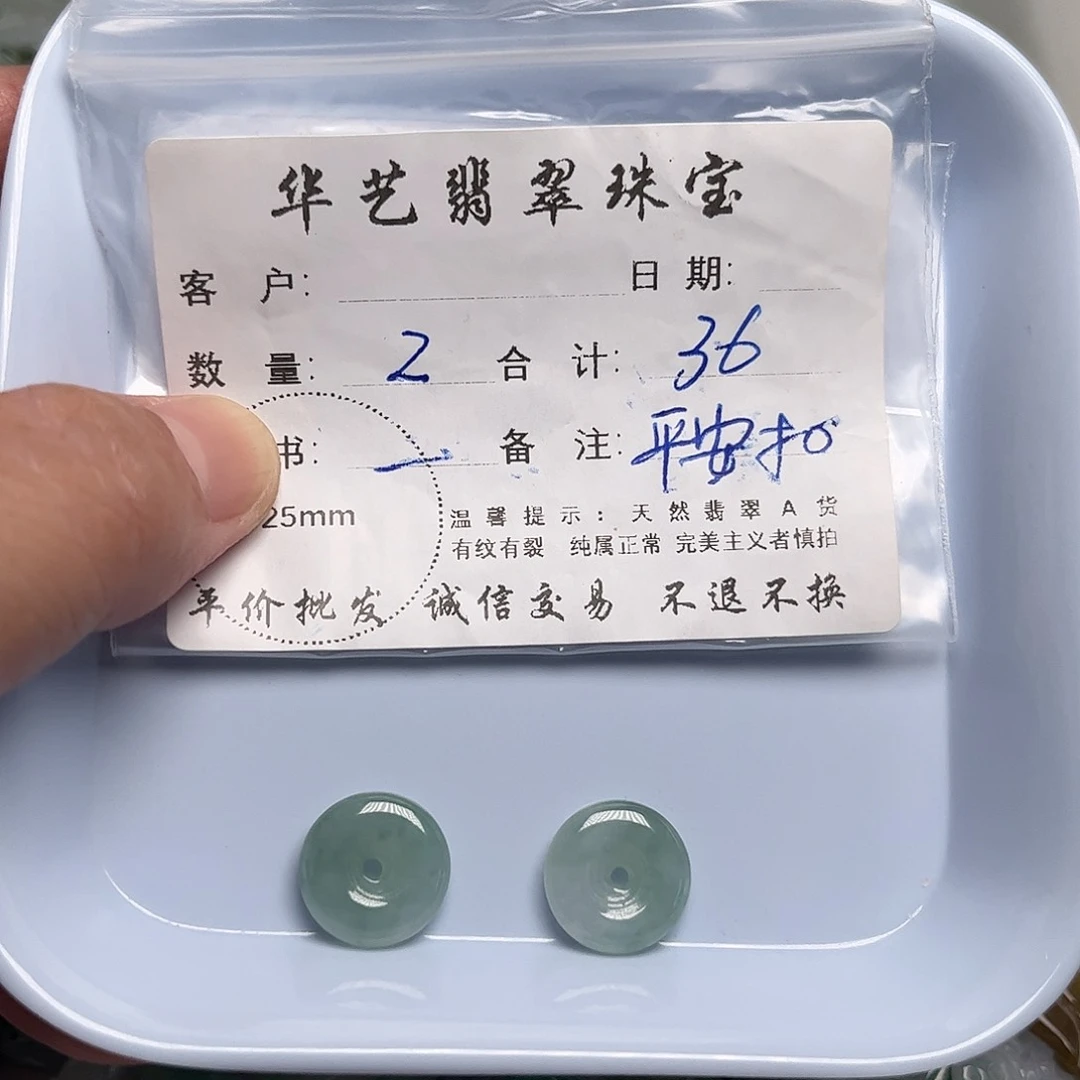 华艺翡翠珠宝
客 户: 日 期:
数 量: 2 合 计: 36
书: 一 备 注: 平安扣
25mm
温馨提示: 天然翡翠A货
有纹有裂 纯属正常 完美主义者慎拍
平价批发 诚信交易 不退不换